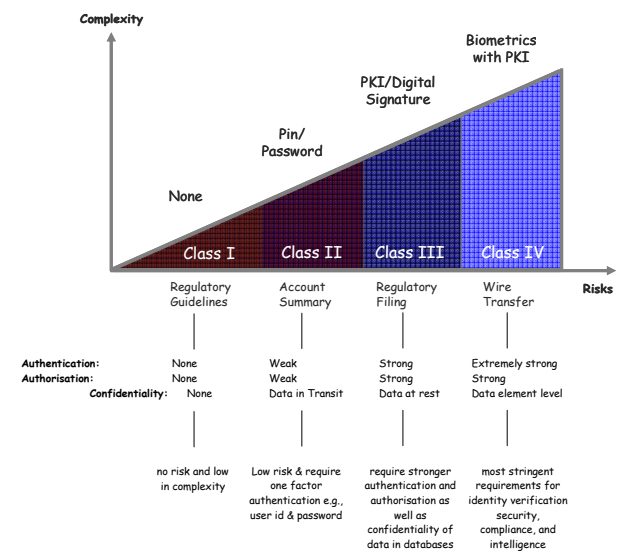 Complexity
Biometrics
with PKI
PKI/Digital
Signature
Pin/
Password
None
Class I
Class II
Class III
Class IV
Regulatory
Guidelines
Account
Summary
Regulatory
Filing
Wire
Transfer
Risks
Authentication: None Weak Strong Extremely strong
Authorisation: None Weak Strong Strong
Confidentiality: None Data in Transit Data at rest Data element level
no risk and low
in complexity
Low risk & require
one factor
authentication e.g.,
user id & password
require stronger
authentication and
authorisation as
well as
confidentiality of
data in databases
most stringent
requirements for
identity verification
security,
compliance, and
intelligence